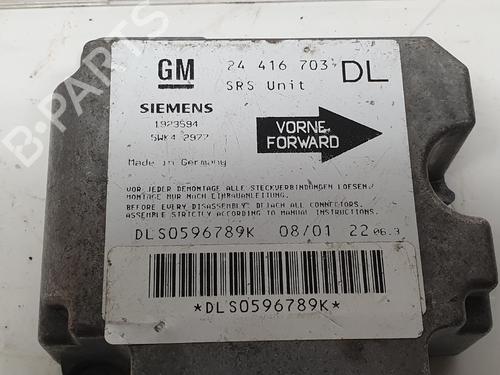 GM
24 416 703
DL
SRS Unit
SIEMENS
1923594
5WK4 2977
VORNE
FORWARD
Made in Germany
VOR JEDER DEMONTAGE ALLE STECKVERBINDUNGEN LOESEN/
MONTAGE NUR NACH EINBAUANLEITUNG.
BEFORE EVERY DISASSEMBLY DETACH ALL CONNECTORS.
ASSEMBLE STRICTLY ACCORDING TO MANUAL INSTRUCTIONS.
DLS0596789K 08/01 22 06.3
*DLS0596789K*
B-PARTS